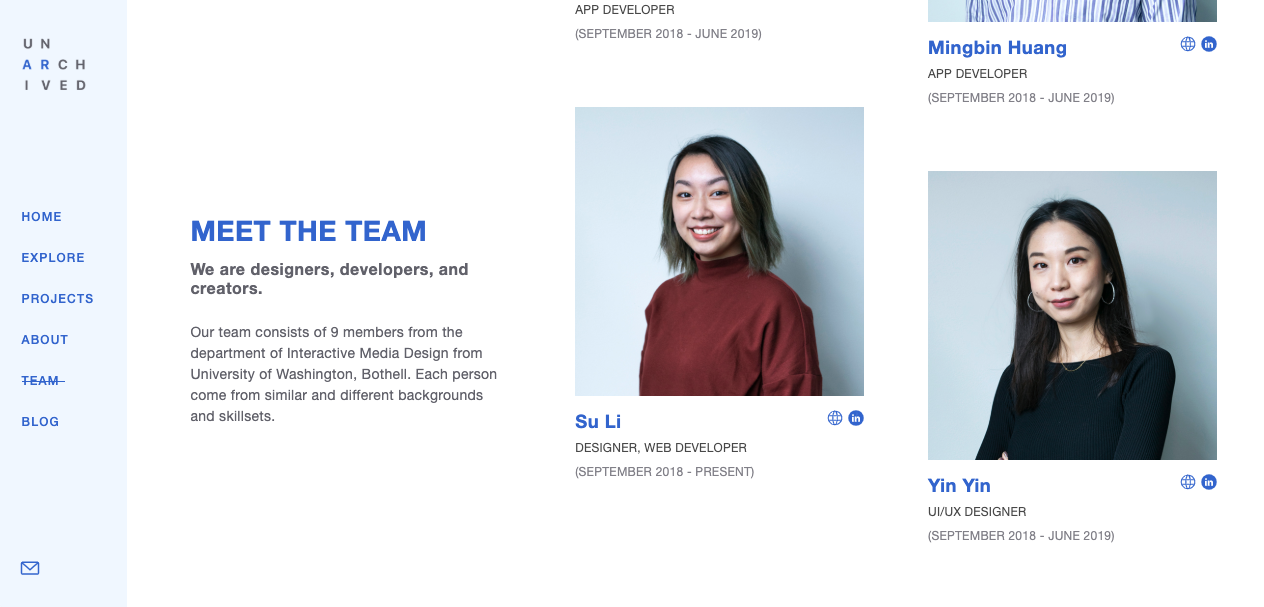 UN
ARCH
IVED
HOME
EXPLORE
PROJECTS
ABOUT
TEAM
BLOG
MEET THE TEAM
We are designers, developers, and
creators.
Our team consists of 9 members from the
department of Interactive Media Design from
University of Washington, Bothell. Each person
come from similar and different backgrounds
and skillsets.
APP DEVELOPER
(SEPTEMBER 2018 - JUNE 2019)
Su Li
DESIGNER, WEB DEVELOPER
(SEPTEMBER 2018 - PRESENT)
Mingbin Huang
APP DEVELOPER
(SEPTEMBER 2018 - JUNE 2019)
Yin Yin
UI/UX DESIGNER
(SEPTEMBER 2018 - JUNE 2019)